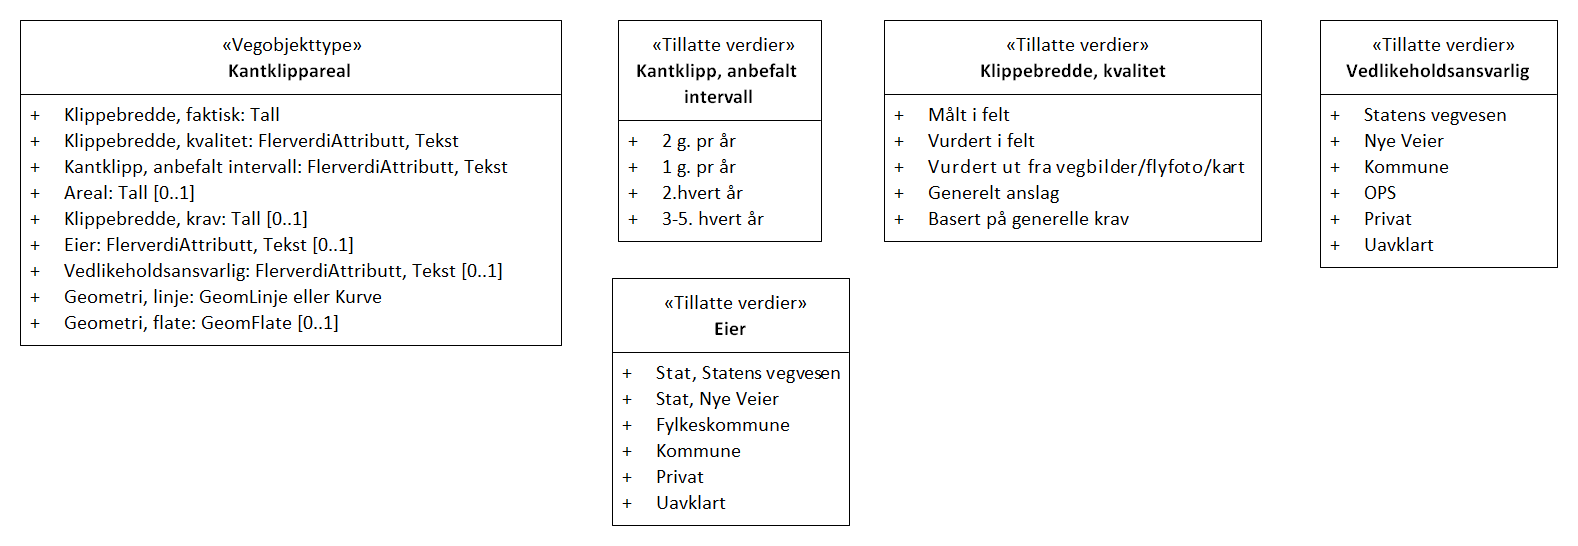 «Vegobjekttype»
Kantklippareal
+ Klippebredde, faktisk: Tall
+ Klippebredde, kvalitet: FlerverdiAttributt, Tekst
+ Kantklipp, anbefalt intervall: FlerverdiAttributt, Tekst
+ Areal: Tall [0..1]
+ Klippebredde, krav: Tall [0..1]
+ Eier: FlerverdiAttributt, Tekst [0..1]
+ Vedlikeholdsansvarlig: FlerverdiAttributt, Tekst [0..1]
+ Geometri, linje: GeomLinje eller Kurve
+ Geometri, flate: GeomFlate [0..1]
«Tillatte verdier»
Kantklipp, anbefalt
intervall
+ 2 g. pr år
+ 1 g. pr år
+ 2.hvert år
+ 3-5. hvert år
«Tillatte verdier»
Klippebredde, kvalitet
+ Målt i felt
+ Vurdert i felt
+ Vurdert ut fra vegbilder/flyfoto/kart
+ Generelt anslag
+ Basert på generelle krav
«Tillatte verdier»
Vedlikeholdsansvarlig
+ Statens vegvesen
+ Nye Veier
+ Kommune
+ OPS
+ Privat
+ Uavklart
«Tillatte verdier»
Eier
+ Stat, Statens vegvesen
+ Stat, Nye Veier
+ Fylkeskommune
+ Kommune
+ Privat
+ Uavklart